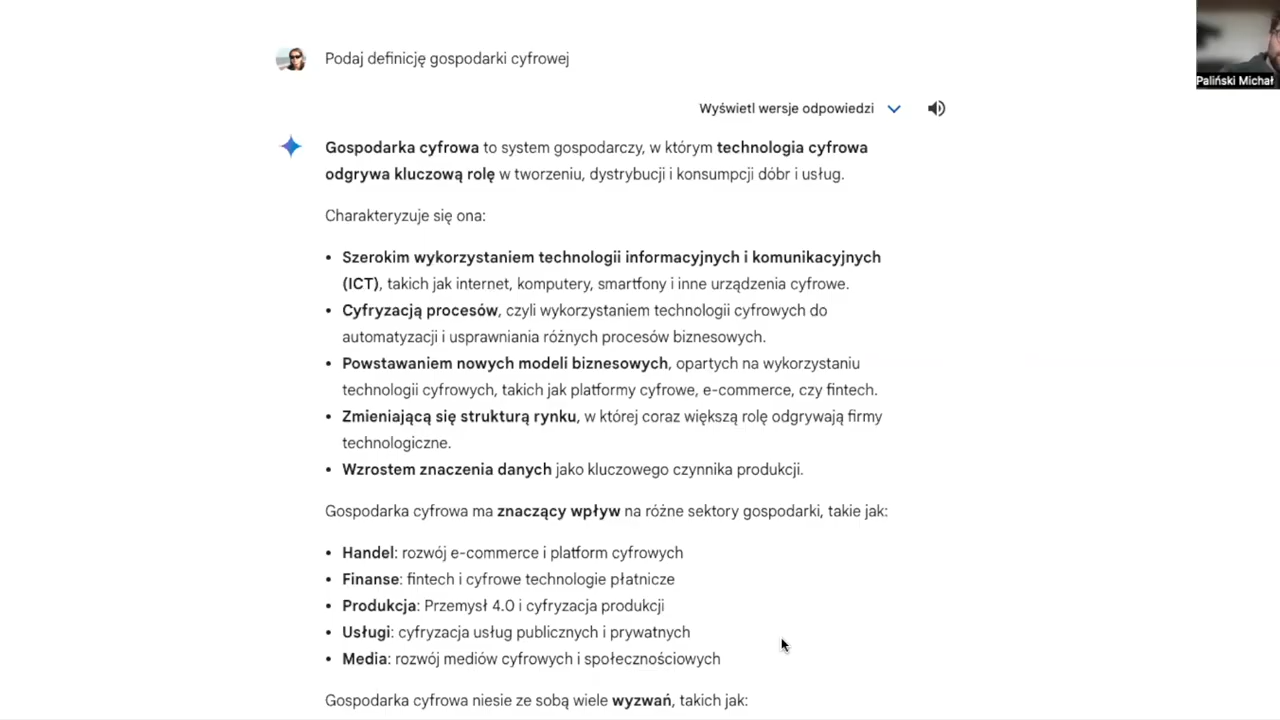 Podaj definicję gospodarki cyfrowej
Paliński Michał
Wyświetl wersje odpowiedzi
Gospodarka cyfrowa to system gospodarczy, w którym technologia cyfrowa
odgrywa kluczową rolę w tworzeniu, dystrybucji i konsumpcji dóbr i usług.
Charakteryzuje się ona:
• Szerokim wykorzystaniem technologii informacyjnych i komunikacyjnych
(ICT), takich jak internet, komputery, smartfony i inne urządzenia cyfrowe.
• Cyfryzacją procesów, czyli wykorzystaniem technologii cyfrowych do
automatyzacji i usprawniania różnych procesów biznesowych.
• Powstawaniem nowych modeli biznesowych, opartych na wykorzystaniu
technologii cyfrowych, takich jak platformy cyfrowe, e-commerce, czy fintech.
• Zmieniającą się strukturą rynku, w której coraz większą rolę odgrywają firmy
technologiczne.
• Wzrostem znaczenia danych jako kluczowego czynnika produkcji.
Gospodarka cyfrowa ma znaczący wpływ na różne sektory gospodarki, takie jak:
• Handel: rozwój e-commerce i platform cyfrowych
• Finanse: fintech i cyfrowe technologie płatnicze
• Produkcja: Przemysł 4.0 i cyfryzacja produkcji
• Usługi: cyfryzacja usług publicznych i prywatnych
• Media: rozwój mediów cyfrowych i społecznościowych
Gospodarka cyfrowa niesie ze sobą wiele wyzwań, takich jak: